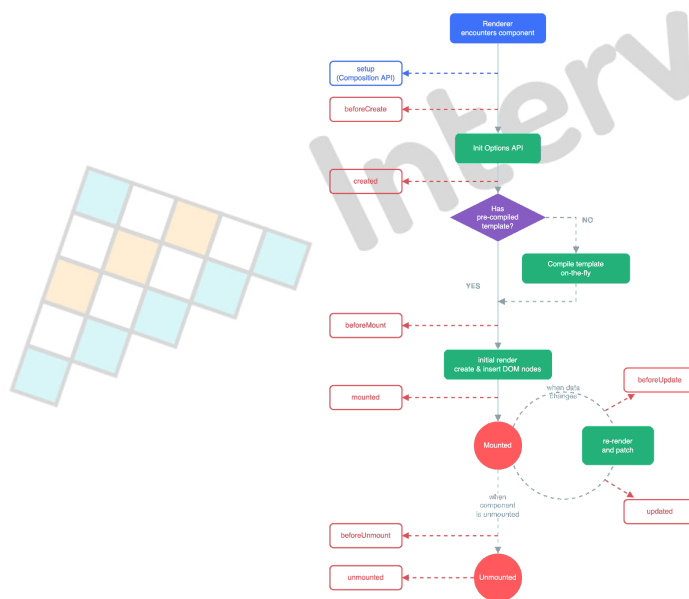 Renderer
encounters component
setup
(Composition API)
beforeCreate
Interv
Init Options API
created
Has
pre-compiled
template?
NO
Compile template
on-the-fly
YES
beforeMount
initial render
create & insert DOM nodes
when data
changes
beforeUpdate
mounted
Mounted
re-render
and patch
when
component
is unmounted
updated
beforeUnmount
unmounted
Unmounted